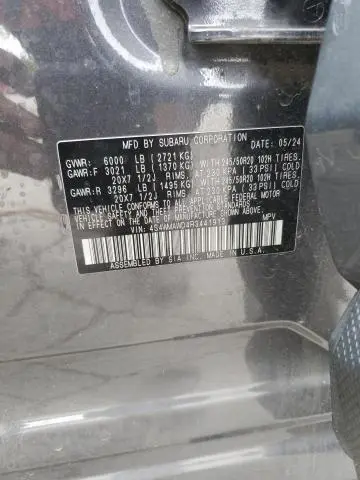 MFD BY SUBARU CORPORATION DATE: 05/24
GVWR: 6000 LB (2721 KG)
GAWR:F 3021 LB (1370 KG) WITH 245/50R20 102H TIRES,
20X7 1/2J RIMS, AT 230 KPA (33 PSI) COLD
GAWR:R 3296 LB (1495 KG) WITH 245/50R20 102H TIRES,
20X7 1/2J RIMS, AT 230 KPA (33 PSI) COLD
THIS VEHICLE CONFORMS TO ALL APPLICABLE FEDERAL MOTOR
VEHICLE SAFETY AND BUMPER STANDARDS IN EFFECT
ON THE DATE OF MANUFACTURE SHOWN ABOVE.
VIN: 4S4WMAWD4R3441913 MPV
ASSEMBLED BY SIA INC. MADE IN U.S.A.